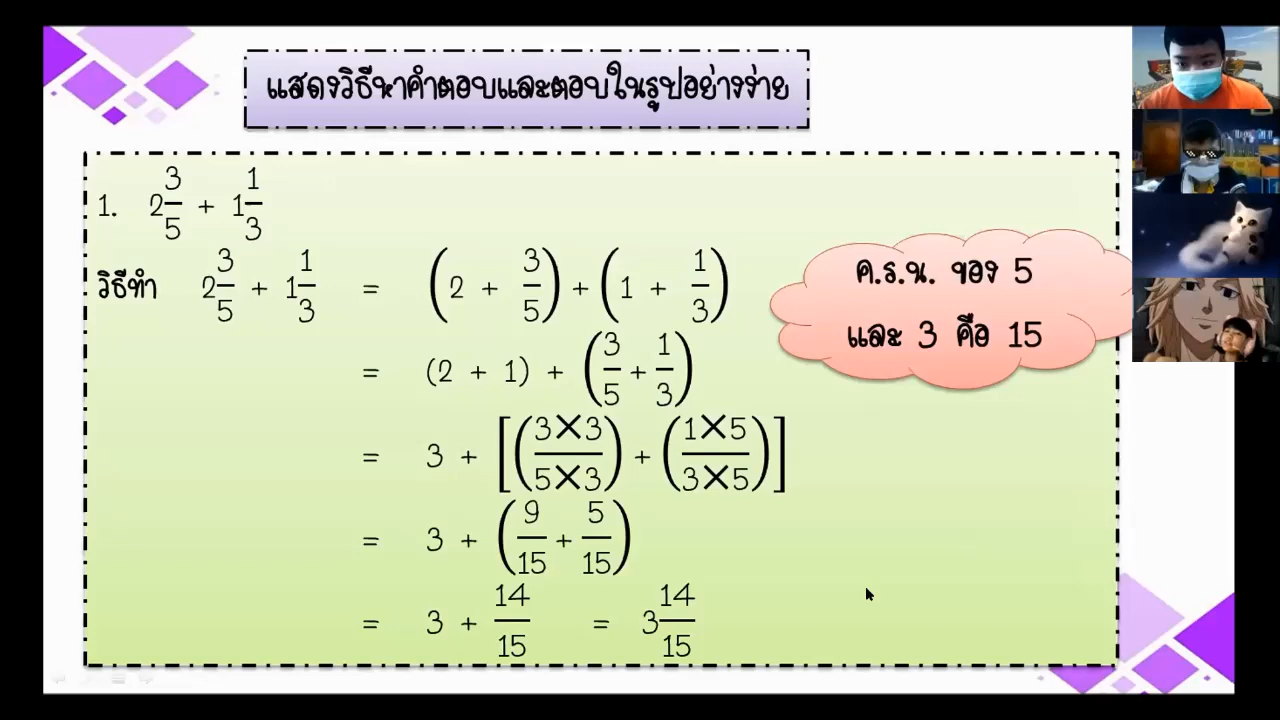 แสดงวิธีหาคำตอบและตอบในรูปอย่างง่าย
1. 2 3/5 + 1 1/3
วิธีทำ 2 3/5 + 1 1/3 = (2 + 3/5) + (1 + 1/3)
ค.ร.น. ของ 5
และ 3 คือ 15
= (2 + 1) + (3/5 + 1/3)
= 3 + [(3×3/5×3) + (1×5/3×5)]
= 3 + (9/15 + 5/15)
= 3 + 14/15 = 3 14/15